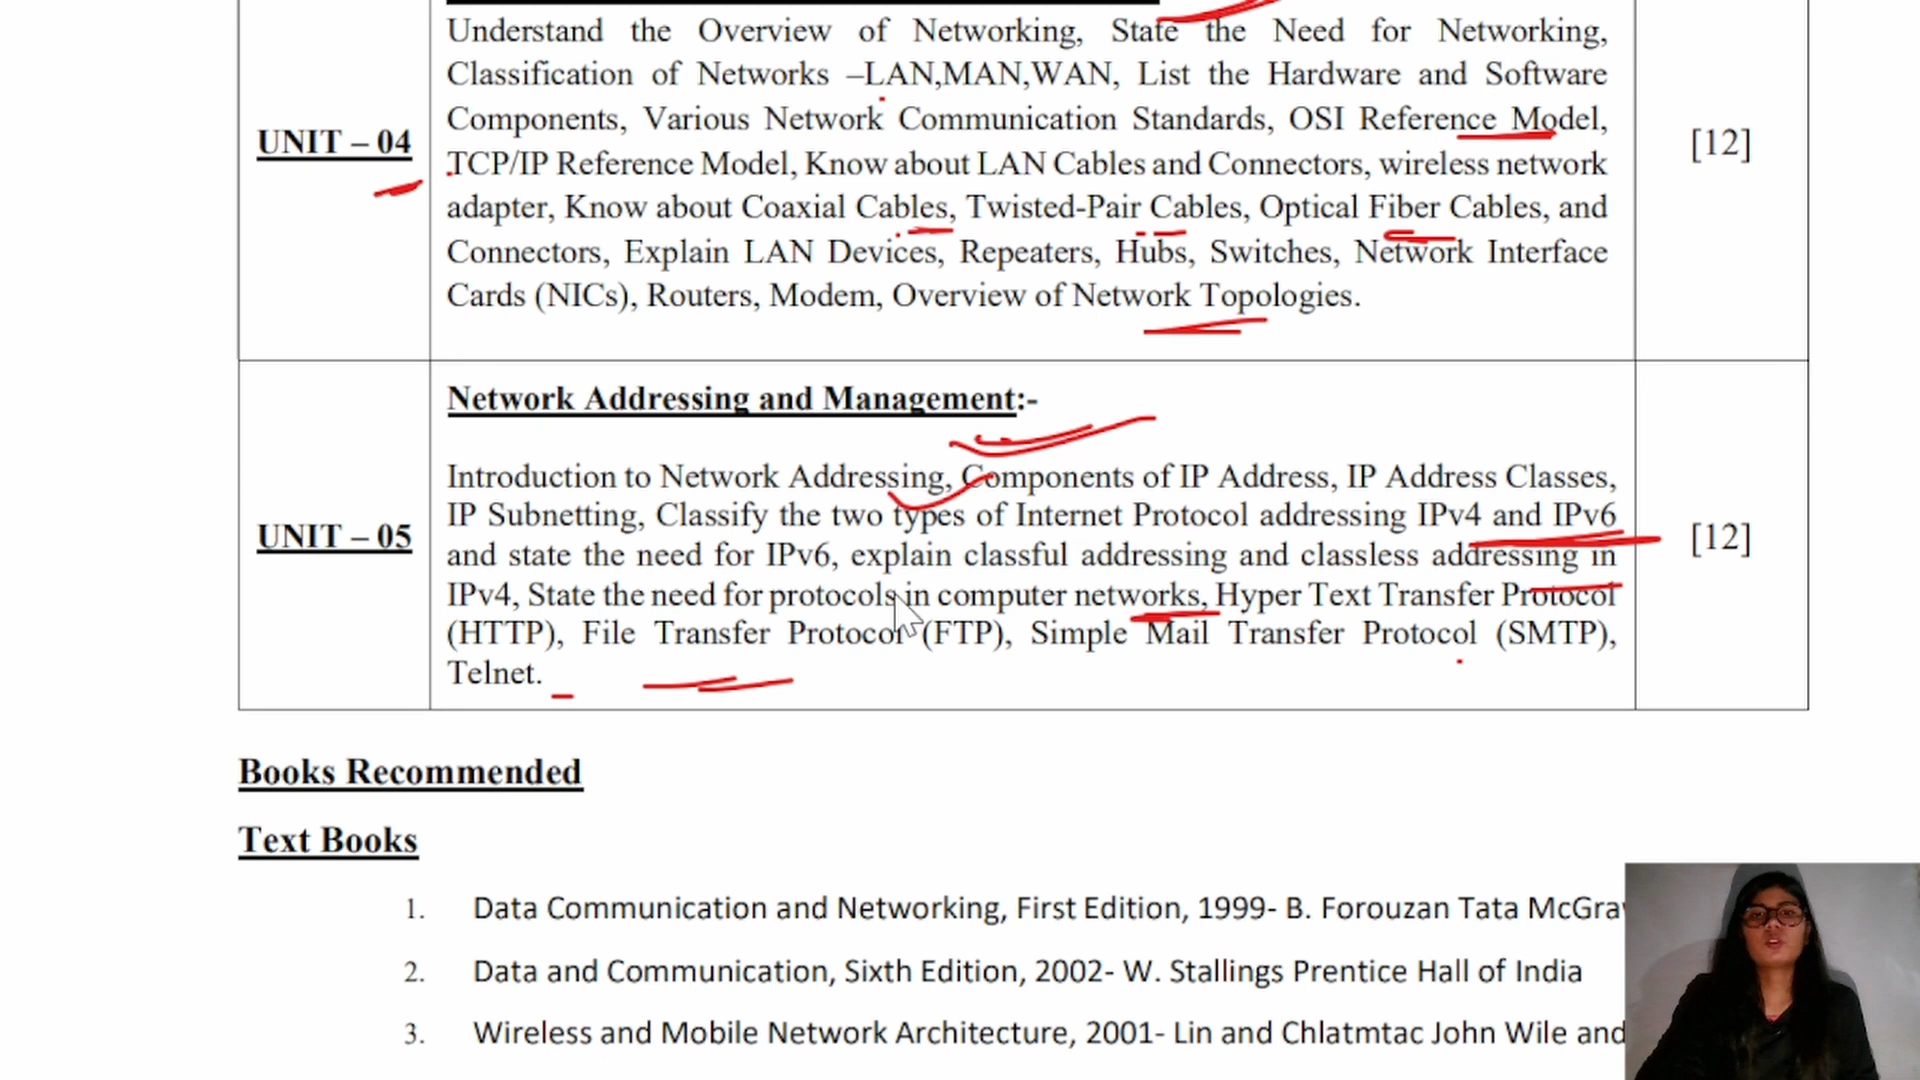 Understand the Overview of Networking, State the Need for Networking,
Classification of Networks –LAN,MAN,WAN, List the Hardware and Software
Components, Various Network Communication Standards, OSI Reference Model,
UNIT – 04
[12]
TCP/IP Reference Model, Know about LAN Cables and Connectors, wireless network
adapter, Know about Coaxial Cables, Twisted-Pair Cables, Optical Fiber Cables, and
Connectors, Explain LAN Devices, Repeaters, Hubs, Switches, Network Interface
Cards (NICs), Routers, Modem, Overview of Network Topologies.
Network Addressing and Management:-
Introduction to Network Addressing, Components of IP Address, IP Address Classes,
IP Subnetting, Classify the two types of Internet Protocol addressing IPv4 and IPv6
UNIT – 05
[12]
and state the need for IPv6, explain classful addressing and classless addressing in
IPv4, State the need for protocols in computer networks, Hyper Text Transfer Protocol
(HTTP), File Transfer Protocol (FTP), Simple Mail Transfer Protocol (SMTP),
Telnet.
Books Recommended
Text Books
1. Data Communication and Networking, First Edition, 1999- B. Forouzan Tata
2. Data and Communication, Sixth Edition, 2002- W. Stallings Prentice Hall of India
3. Wireless and Mobile Network Architecture, 2001- Lin and Chlatmtac John Wile and